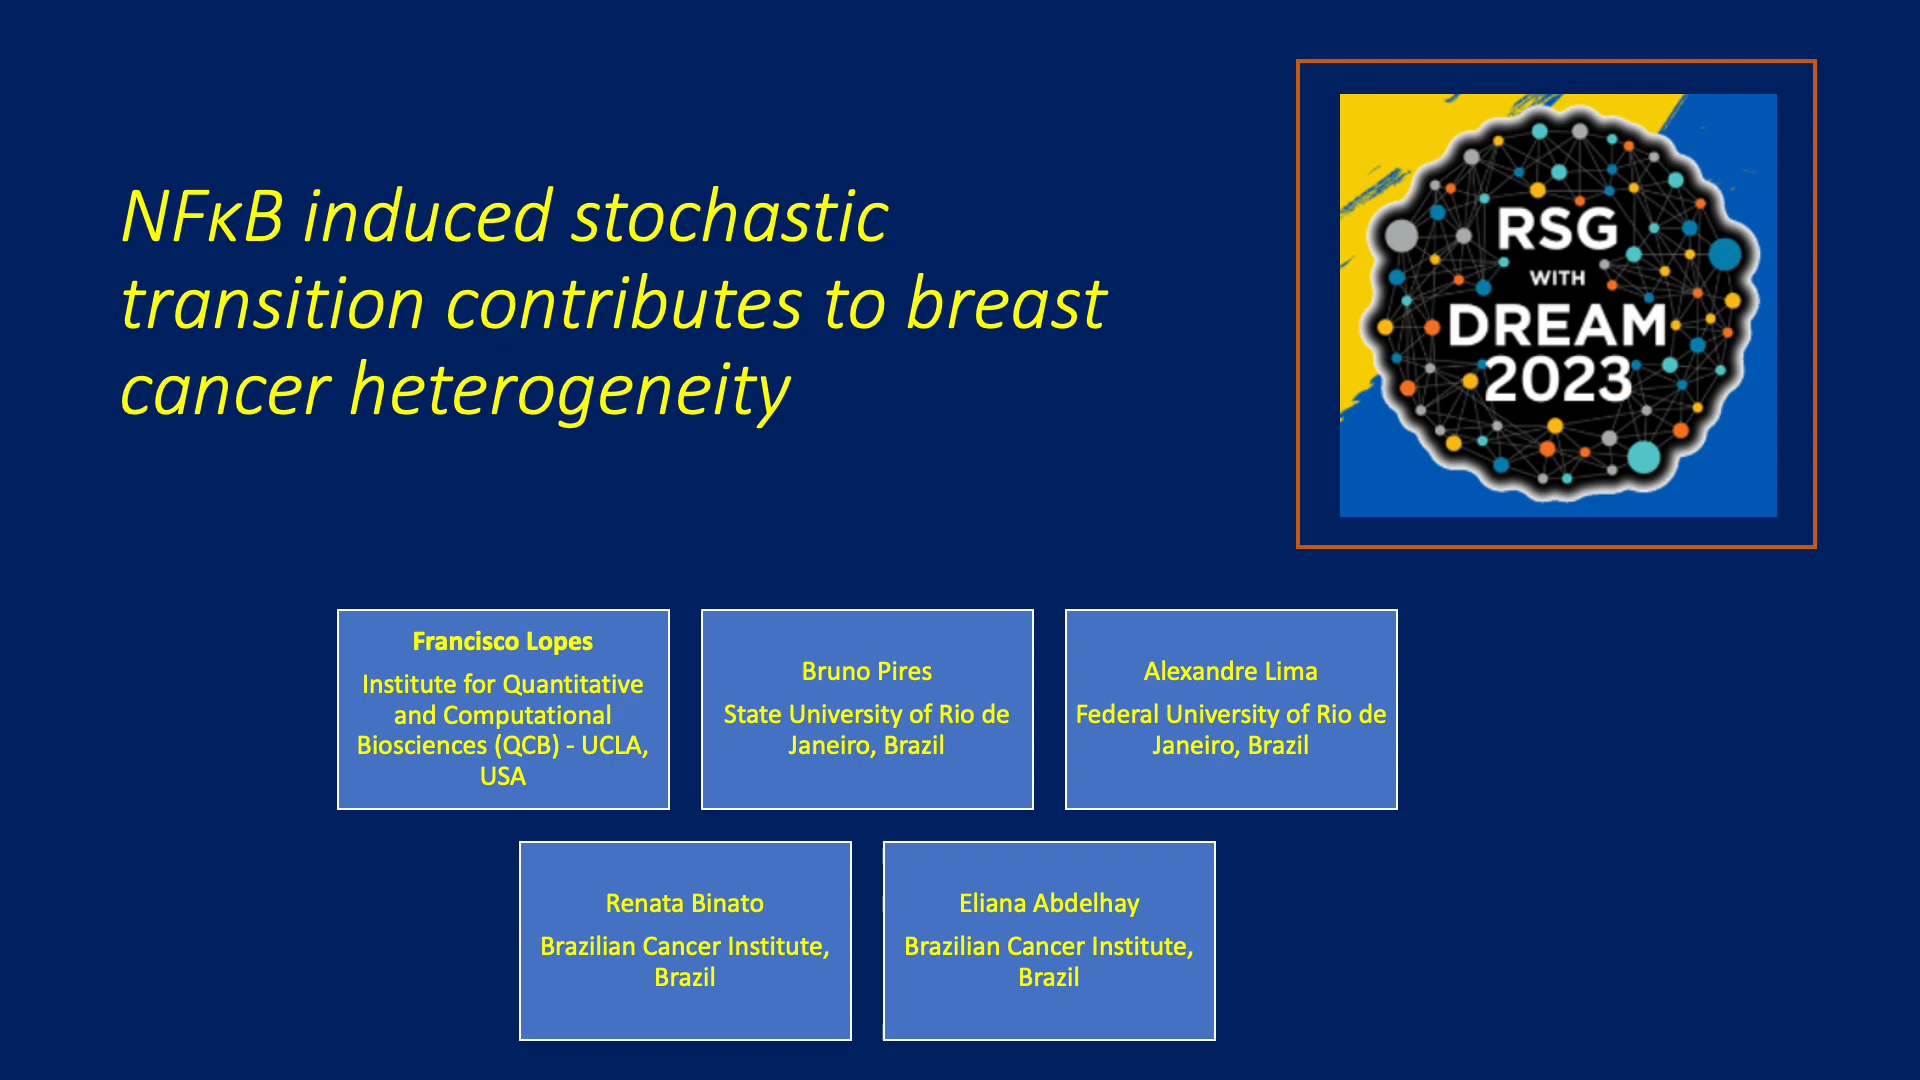 NFκB induced stochastic
transition contributes to breast
cancer heterogeneity
RSG
WITH
DREAM
2023
Francisco Lopes
Institute for Quantitative
and Computational
Biosciences (QCB) - UCLA,
USA
Bruno Pires
State University of Rio de
Janeiro, Brazil
Alexandre Lima
Federal University of Rio de
Janeiro, Brazil
Renata Binato
Brazilian Cancer Institute,
Brazil
Eliana Abdelhay
Brazilian Cancer Institute,
Brazil